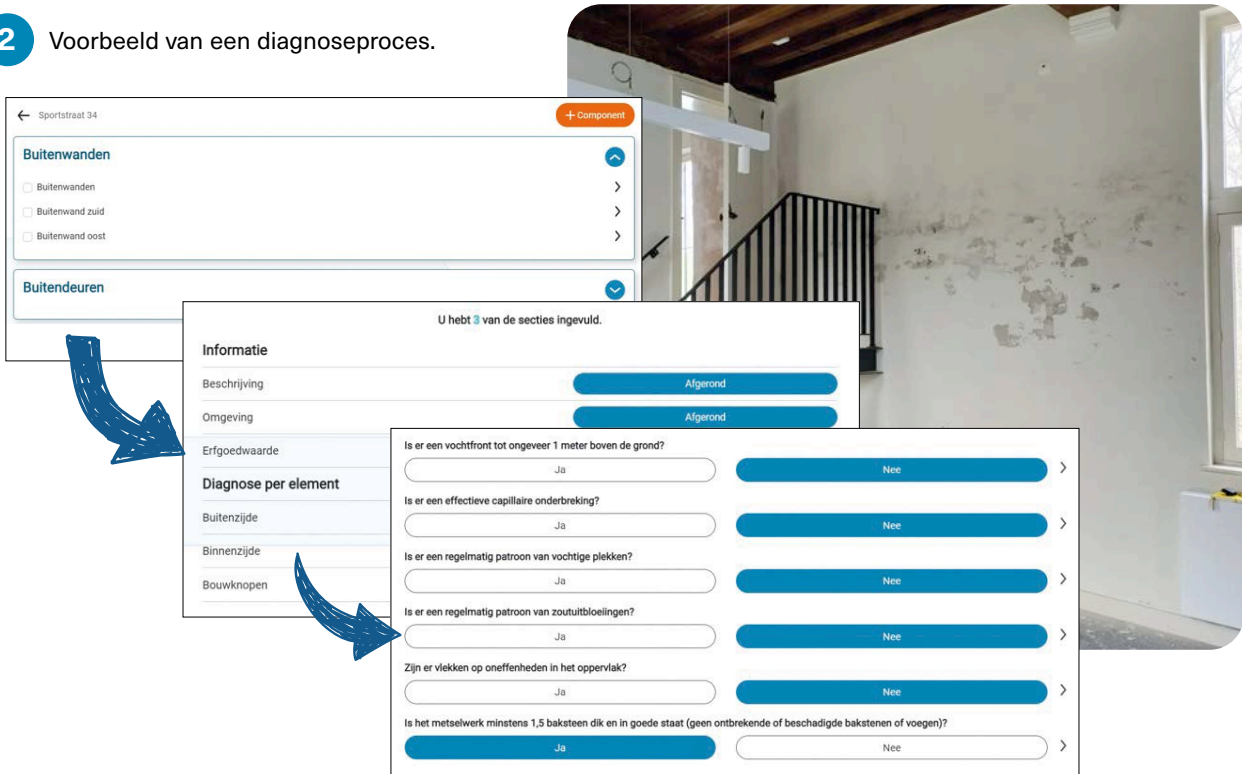 2 Voorbeeld van een diagnoseproces.
Sportstraat 34
+ Component
Buitenwanden
Buitenwanden
Buitenwand zuid
Buitenwand oost
Buitendeuren
U hebt 3 van de secties ingevuld.
Informatie
Beschrijving Afgerond
Omgeving Afgerond
Erfgoedwaarde
Diagnose per element
Buitenzijde
Binnenzijde
Bouwknopen
Is er een vochtfront tot ongeveer 1 meter boven de grond?
Ja Nee
Is er een effectieve capillaire onderbreking?
Ja Nee
Is er een regelmatig patroon van vochtige plekken?
Ja Nee
Is er een regelmatig patroon van zoutuitbloeiingen?
Ja Nee
Zijn er vlekken op oneffenheden in het oppervlak?
Ja Nee
Is het metselwerk minstens 1,5 baksteen dik en in goede staat (geen ontbrekende of beschadigde bakstenen of voegen)?
Ja Nee